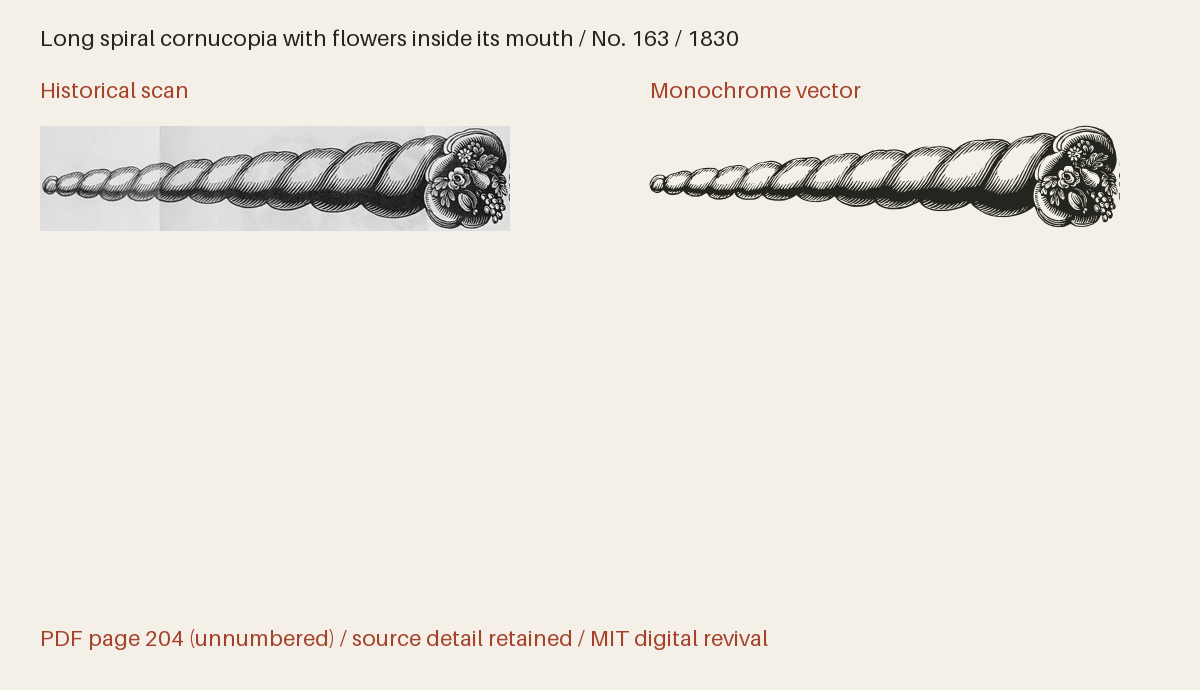 Long spiral cornucopia with flowers inside its mouth / No. 163 / 1830
Historical scan
Monochrome vector
PDF page 204 (unnumbered) / source detail retained / MIT digital revival